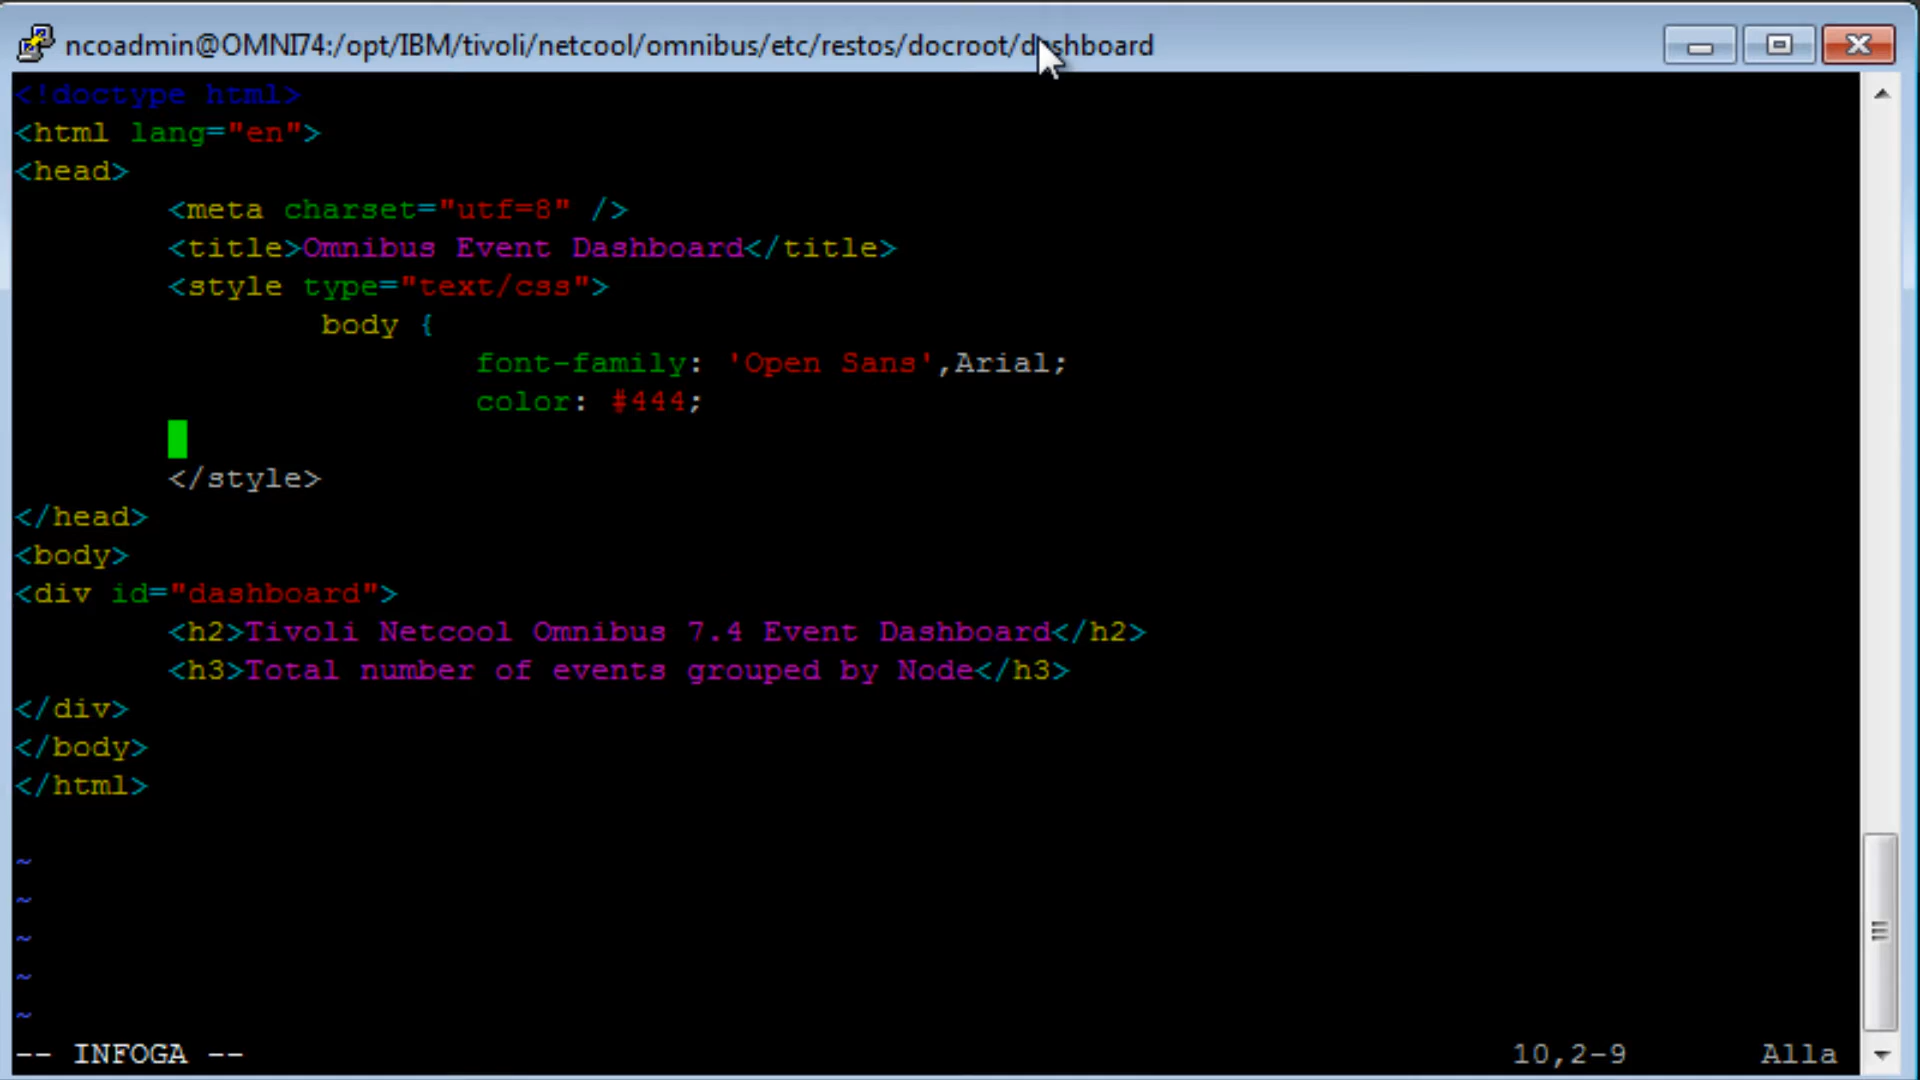 ncoadmin@OMNI74:/opt/IBM/tivoli/netcool/omnibus/etc/restos/docroot/dashboard
<!doctype html>
<html lang="en">
<head>
<meta charset="utf=8" />
<title>Omnibus Event Dashboard</title>
<style type="text/css">
body {
font-family: 'Open Sans',Arial;
color: #444;
</style>
</head>
<body>
<div id="dashboard">
<h2>Tivoli Netcool Omnibus 7.4 Event Dashboard</h2>
<h3>Total number of events grouped by Node</h3>
</div>
</body>
</html>
~
~
~
~
~
-- INFOGA -- 10,2-9 Alla